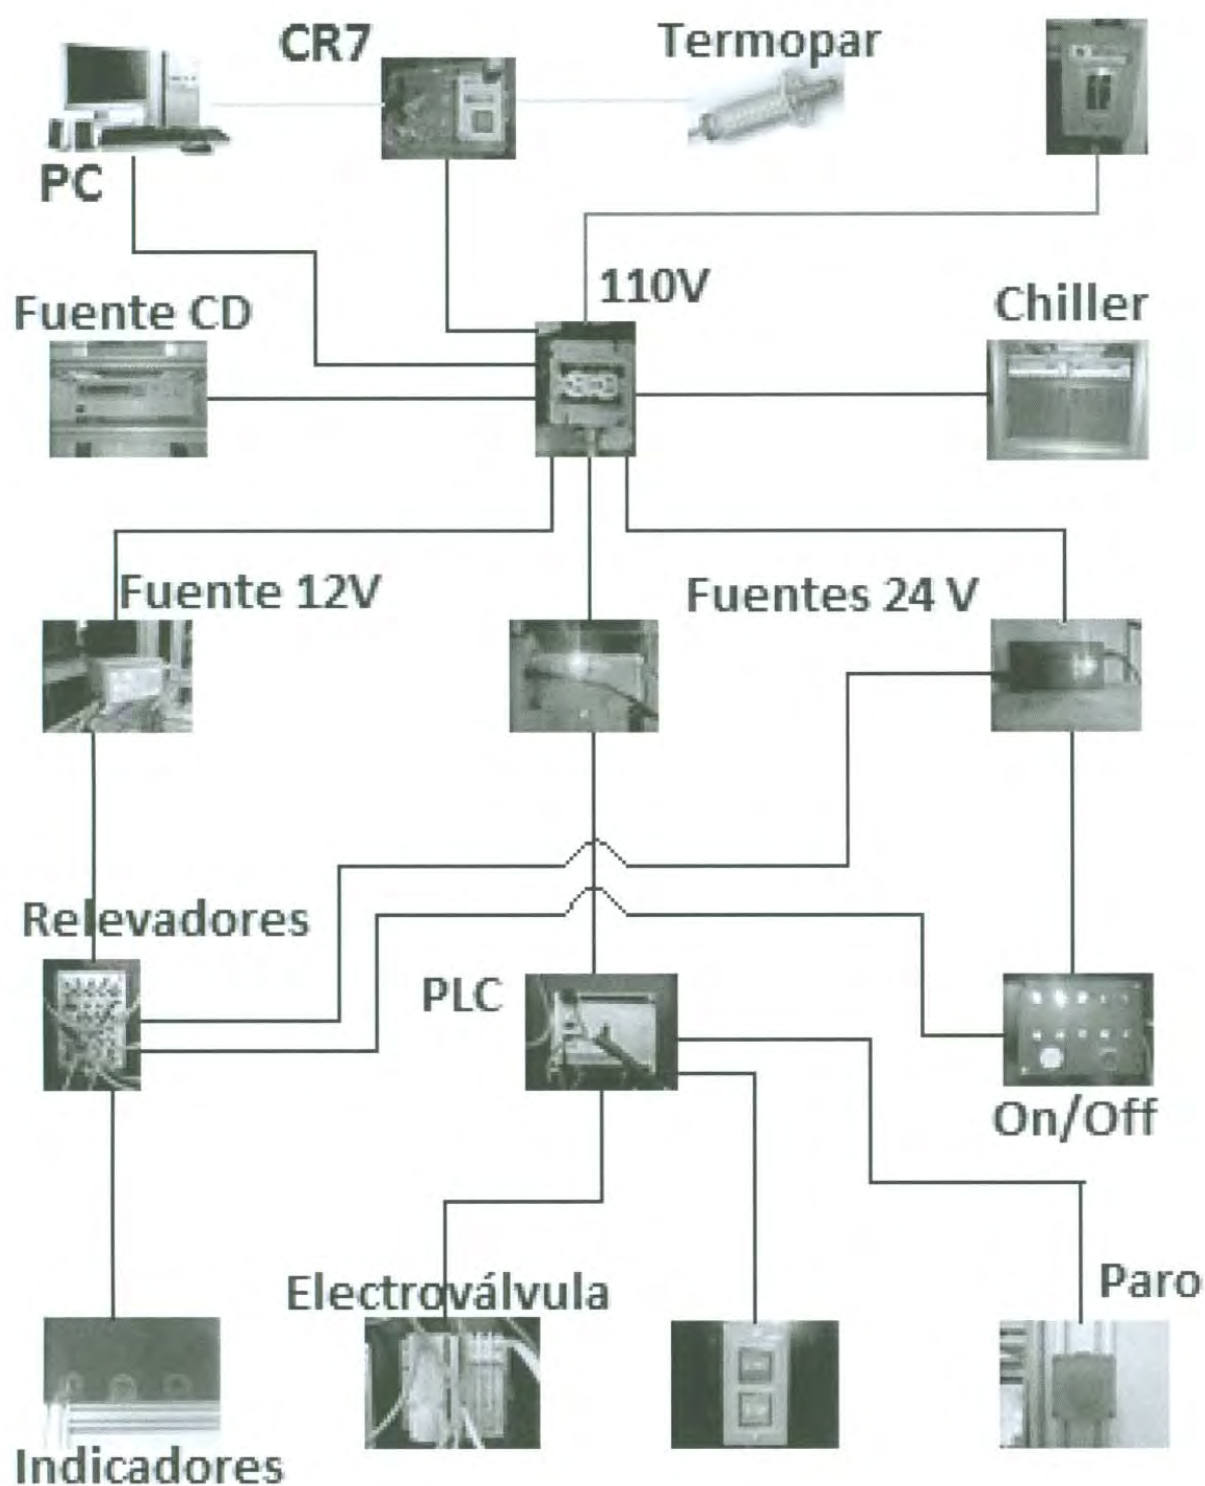 CR7
Termopar
PC
110V
Fuente CD
Chiller
Fuente 12V
Fuentes 24 V
Relevadores
PLC
On/Off
Electroválvula
Paro
Indicadores